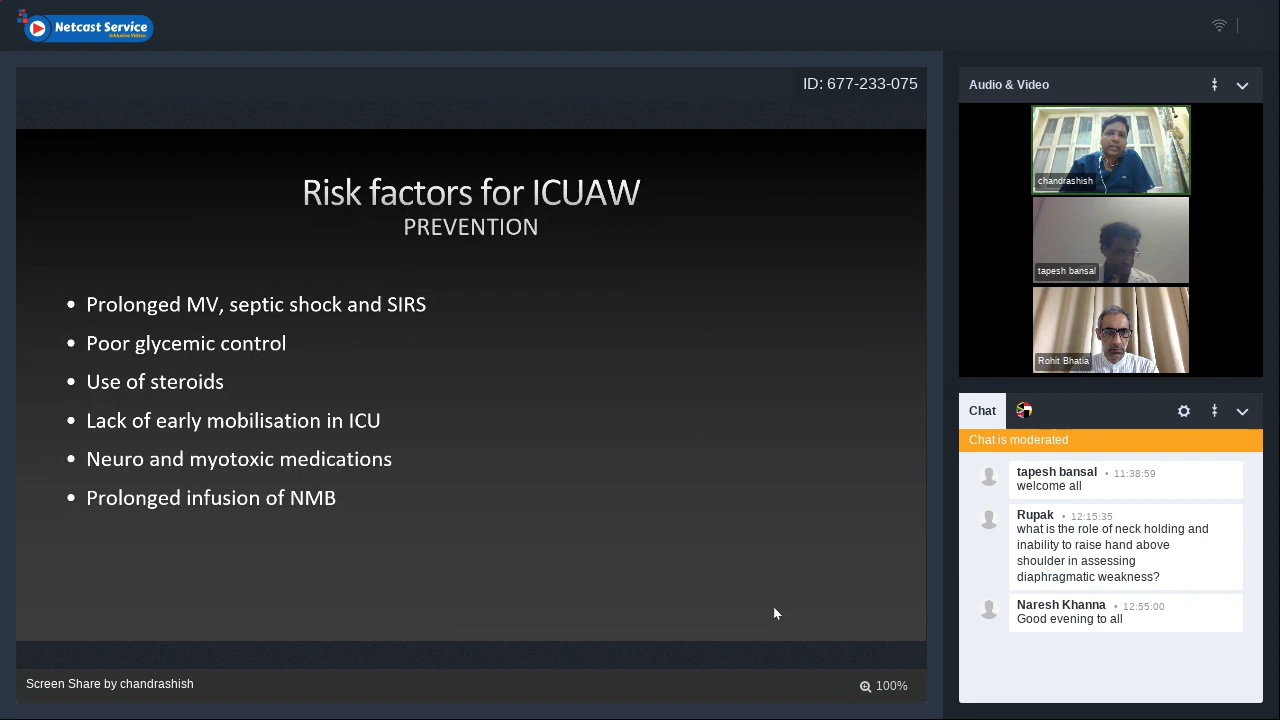 Netcast Service
Inklusive Videos
ID: 677-233-075
Risk factors for ICUAW
PREVENTION
• Prolonged MV, septic shock and SIRS
• Poor glycemic control
• Use of steroids
• Lack of early mobilisation in ICU
• Neuro and myotoxic medications
• Prolonged infusion of NMB
Screen Share by chandrashish
100%
Audio & Video
chandrashish
tapesh bansal
Rohit Bhatia
Chat
Chat is moderated
tapesh bansal • 11:38:59
welcome all
Rupak • 12:15:35
what is the role of neck holding and
inability to raise hand above
shoulder in assessing
diaphragmatic weakness?
Naresh Khanna • 12:55:00
Good evening to all